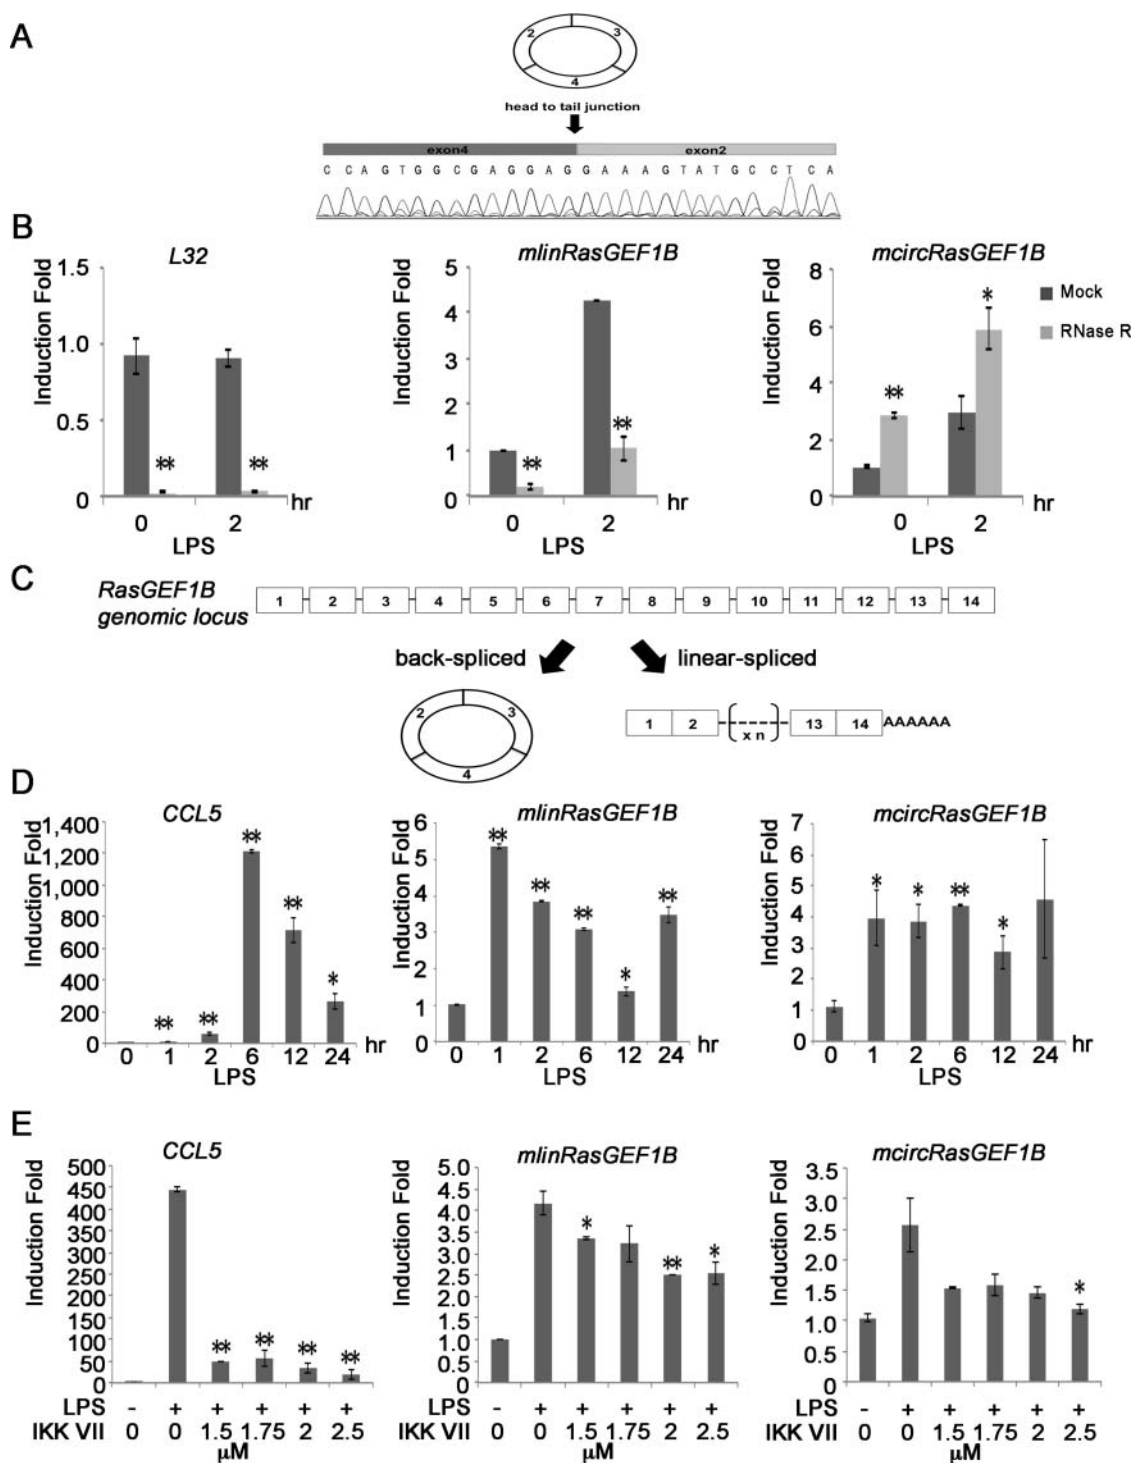 A
2 3
4
head to tail junction
exon4 exon2
C C A G T G G C G A G G A G G A A A G T A T G C C T C A
B
L32 mlinRasGEF1B mcircRasGEF1B
Induction Fold
1.5
1.0
0.5
0
** **
0 2 hr
LPS
Induction Fold
5
4
3
2
1
0
** **
0 2 hr
LPS
Induction Fold
8
6
4
2
0
** *
0 2 hr
LPS
Mock
RNase R
C
RasGEF1B
genomic locus
1 2 3 4 5 6 7 8 9 10 11 12 13 14
back-spliced linear-spliced
2 3
4
1 2 x n 13 14 AAAAAA
D
CCL5 mlinRasGEF1B mcircRasGEF1B
Induction Fold
1,400
1,200
1,000
800
600
400
200
0
** ** ** ** *
0 1 2 6 12 24 hr
LPS
Induction Fold
6
5
4
3
2
1
0
** ** ** * **
0 1 2 6 12 24 hr
LPS
Induction Fold
7
6
5
4
3
2
1
0
* * ** *
0 1 2 6 12 24 hr
LPS
E
CCL5 mlinRasGEF1B mcircRasGEF1B
Induction Fold
500
450
400
350
300
250
200
150
100
50
0
** ** ** **
LPS - + + + + +
IKK VII 0 0 1.5 1.75 2 2.5
μM
Induction Fold
5.0
4.5
4.0
3.5
3.0
2.5
2.0
1.5
1.0
0.5
0
* ** *
LPS - + + + + +
IKK VII 0 0 1.5 1.75 2 2.5
μM
Induction Fold
3.5
3.0
2.5
2.0
1.5
1.0
0.5
0
*
LPS - + + + + +
IKK VII 0 0 1.5 1.75 2 2.5
μM